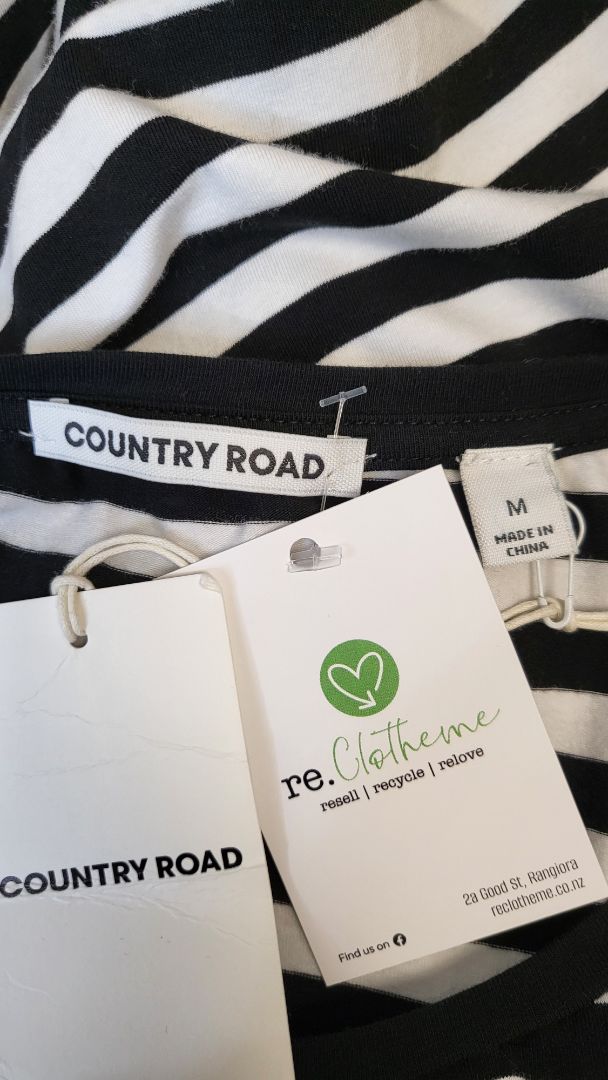 COUNTRY ROAD
M
MADE IN
CHINA
re.Clotheme
resell | recycle | relove
2a Good St, Rangiora
reclotheme.co.nz
Find us on
COUNTRY ROAD